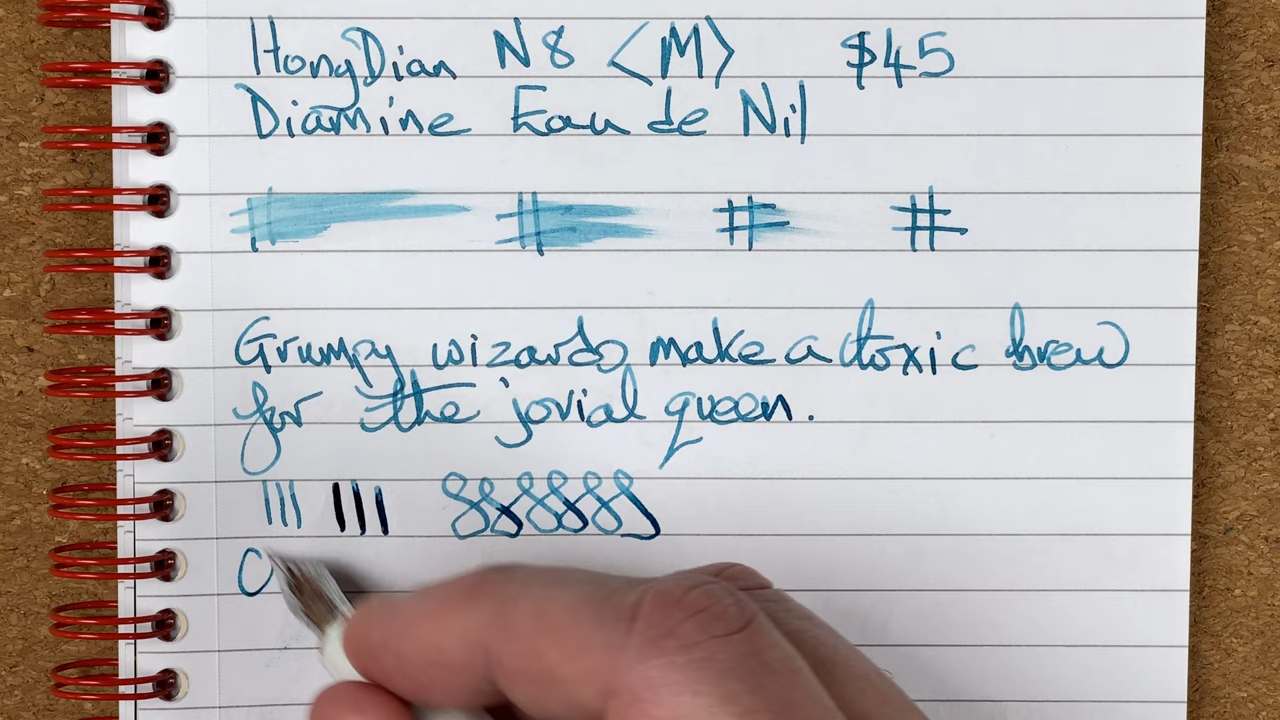 HongDian N8 <M> $45
Diamine Eau de Nil
# # # #
Grumpy wizards make a toxic brew
for the jovial queen.